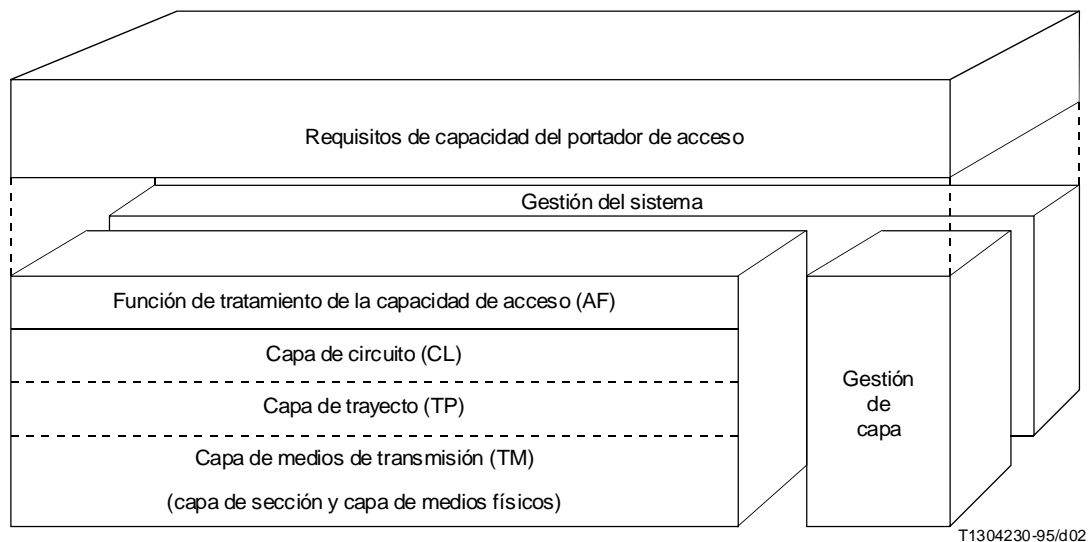 Requisitos de capacidad del portador de acceso
Gestión del sistema
Función de tratamiento de la capacidad de acceso (AF)
Capa de circuito (CL)
Capa de trayecto (TP)
Capa de medios de transmisión (TM)
(capa de sección y capa de medios físicos)
Gestión
de
capa
T1304230-95/d02